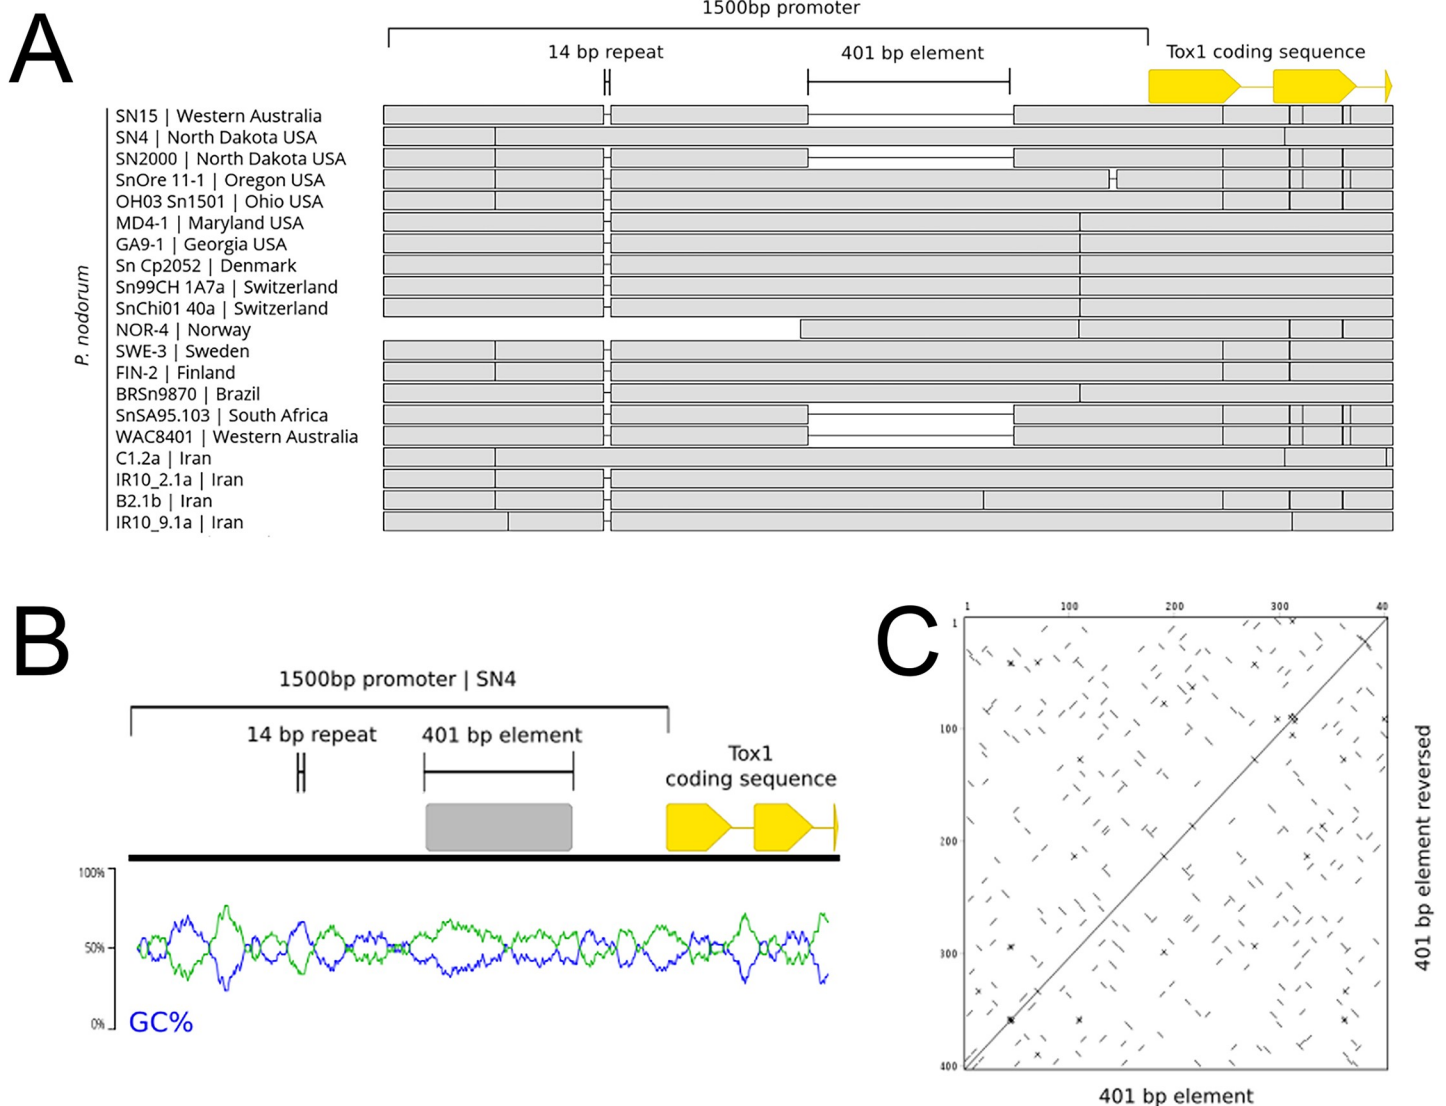 A
1500bp promoter
14 bp repeat
401 bp element
Tox1 coding sequence
P. nodorum
SN15 | Western Australia
SN4 | North Dakota USA
SN2000 | North Dakota USA
SnOre 11-1 | Oregon USA
OH03 Sn1501 | Ohio USA
MD4-1 | Maryland USA
GA9-1 | Georgia USA
Sn Cp2052 | Denmark
Sn99CH 1A7a | Switzerland
SnChi01 40a | Switzerland
NOR-4 | Norway
SWE-3 | Sweden
FIN-2 | Finland
BRSn9870 | Brazil
SnSA95.103 | South Africa
WAC8401 | Western Australia
C1.2a | Iran
IR10_2.1a | Iran
B2.1b | Iran
IR10_9.1a | Iran
B
1500bp promoter | SN4
14 bp repeat
401 bp element
Tox1
coding sequence
100%
50%
0%
GC%
C
1 100 200 300 40
1
100
200
300
400
401 bp element reversed
401 bp element